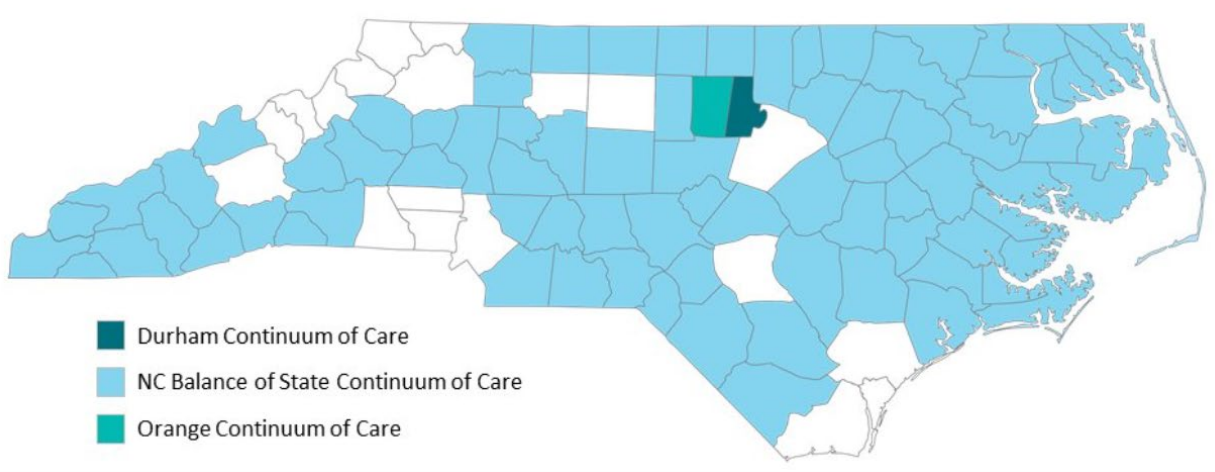 Durham Continuum of Care
NC Balance of State Continuum of Care
Orange Continuum of Care